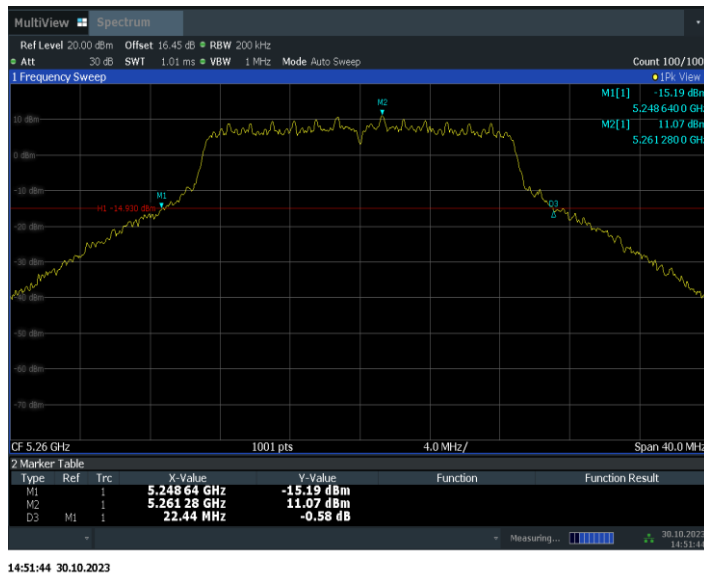 MultiView Spectrum
Ref Level 20.00 dBm Offset 16.45 dB RBW 200 kHz
Att 30 dB SWT 1.01 ms VBW 1 MHz Mode Auto Sweep Count 100/100
1 Frequency Sweep 1Pk View
M1[1] -15.19 dBm
5.248 640 0 GHz
M2[1] 11.07 dBm
5.261 280 0 GHz
M2
10 dBm
0 dBm
-10 dBm
M1
H1 -14.930 dBm
D3
-20 dBm
-30 dBm
-40 dBm
-50 dBm
-60 dBm
-70 dBm
CF 5.26 GHz 1001 pts 4.0 MHz/ Span 40.0 MHz
2 Marker Table
Type Ref Trc X-Value Y-Value Function Function Result
M1 1 5.248 64 GHz -15.19 dBm
M2 1 5.261 28 GHz 11.07 dBm
D3 M1 1 22.44 MHz -0.58 dB
Measuring... 30.10.2023
14:51:44
14:51:44 30.10.2023